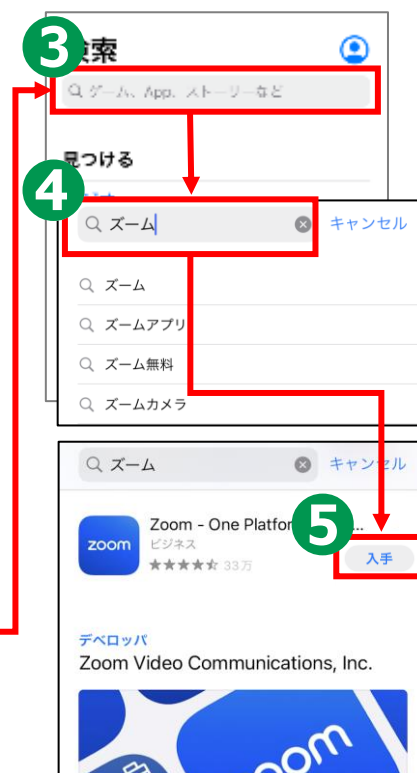 3
索
ゲーム、App、ストーリーなど
見つける
4
ズーム
キャンセル
ズーム
ズームアプリ
ズーム無料
ズームカメラ
ズーム
キャンセル
5
Zoom - One Platfor...
zoom
ビジネス
入手
★★★★☆ 33万
デベロッパ
Zoom Video Communications, Inc.
zoom